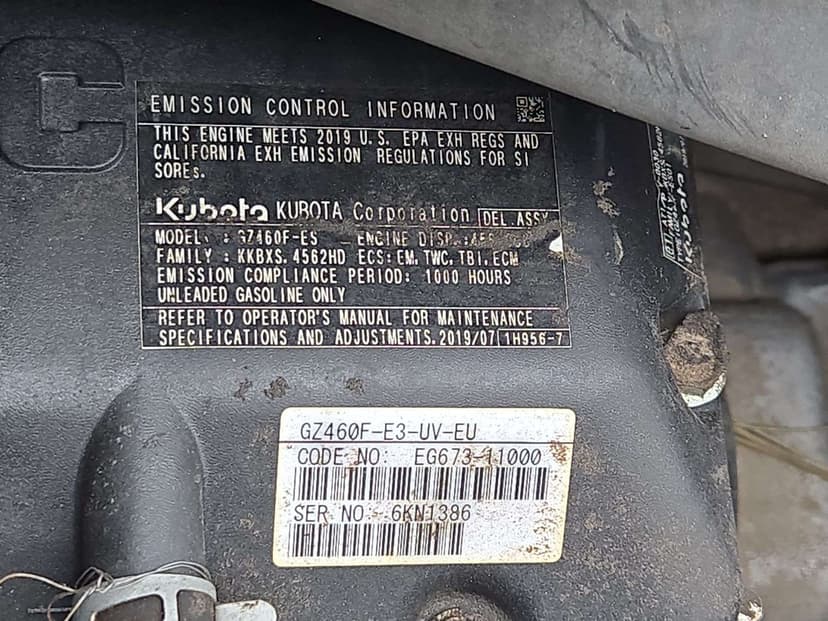 EMISSION CONTROL INFORMATION
THIS ENGINE MEETS 2019 U.S. EPA EXH REGS AND
CALIFORNIA EXH EMISSION REGULATIONS FOR SI
SOREs.
Kubota KUBOTA Corporation DEL.ASSY
MODEL : GZ460F-ES ENGINE DISP.:
FAMILY : KKBXS.4562HD ECS: EM, TWC, TBI, ECM
EMISSION COMPLIANCE PERIOD: 1000 HOURS
UNLEADED GASOLINE ONLY
REFER TO OPERATOR'S MANUAL FOR MAINTENANCE
SPECIFICATIONS AND ADJUSTMENTS. 2019/07 1H956-7
GZ460F-E3-UV-EU
CODE NO: EG673-11000
SER NO 6KN1386
Kubota